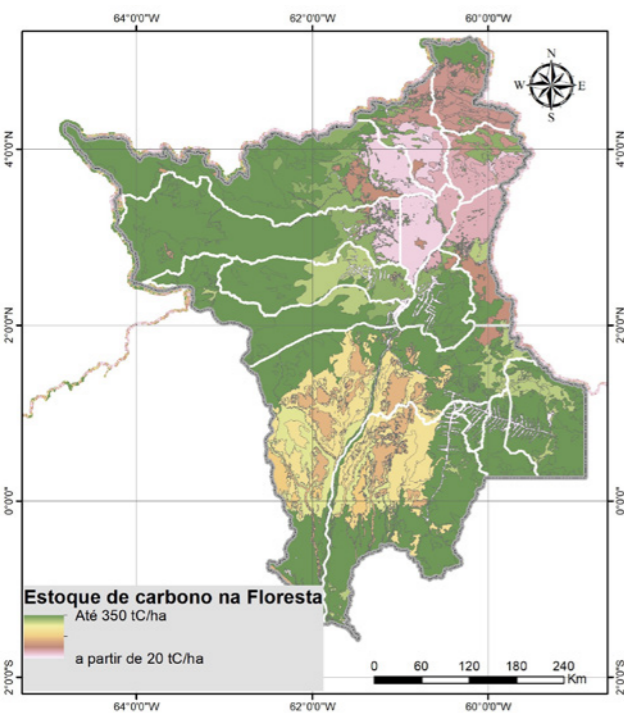 64°0'0"W 62°0'0"W 60°0'0"W
N
W E
S
4°0'0"N 4°0'0"N
2°0'0"N 2°0'0"N
0°0'0" 0°0'0"
Estoque de carbono na Floresta
Até 350 tC/ha
a partir de 20 tC/ha
0 60 120 180 240
Km
2°0'0"S 2°0'0"S
64°0'0"W 62°0'0"W 60°0'0"W